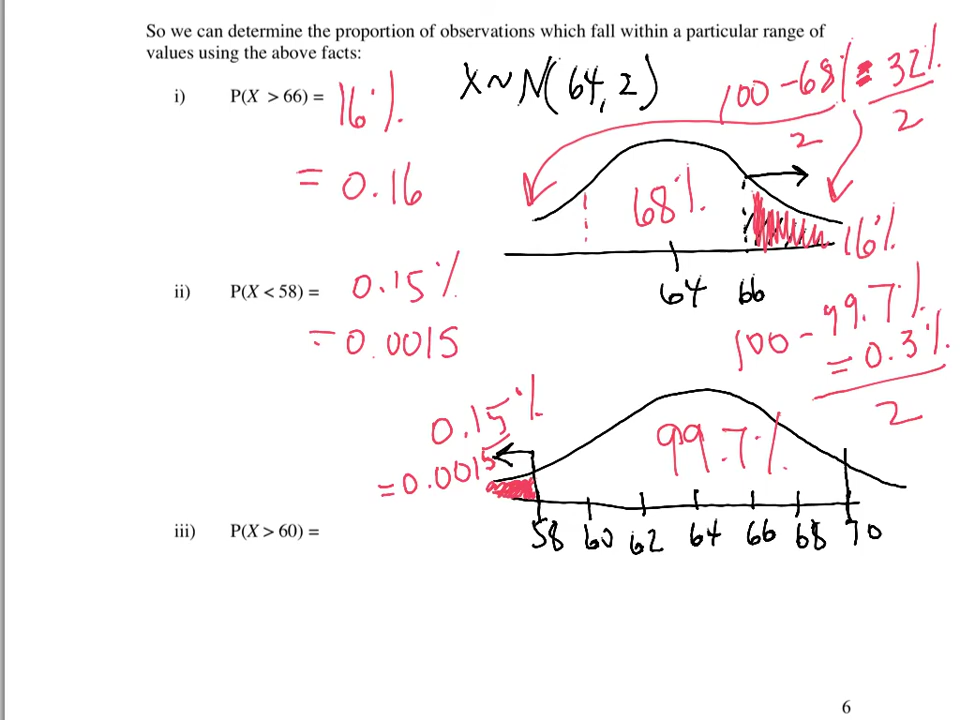 So we can determine the proportion of observations which fall within a particular range of
values using the above facts:
i) P(X > 66) = 16%
= 0.16
X ~ N(64, 2)
100 - 68% = 32%
2 2
68%
16%
64 66
ii) P(X < 58) = 0.15%
= 0.0015
100 - 99.7%
= 0.3%
2
0.15%
= 0.0015
99.7%
58 60 62 64 66 68 70
iii) P(X > 60) =
6